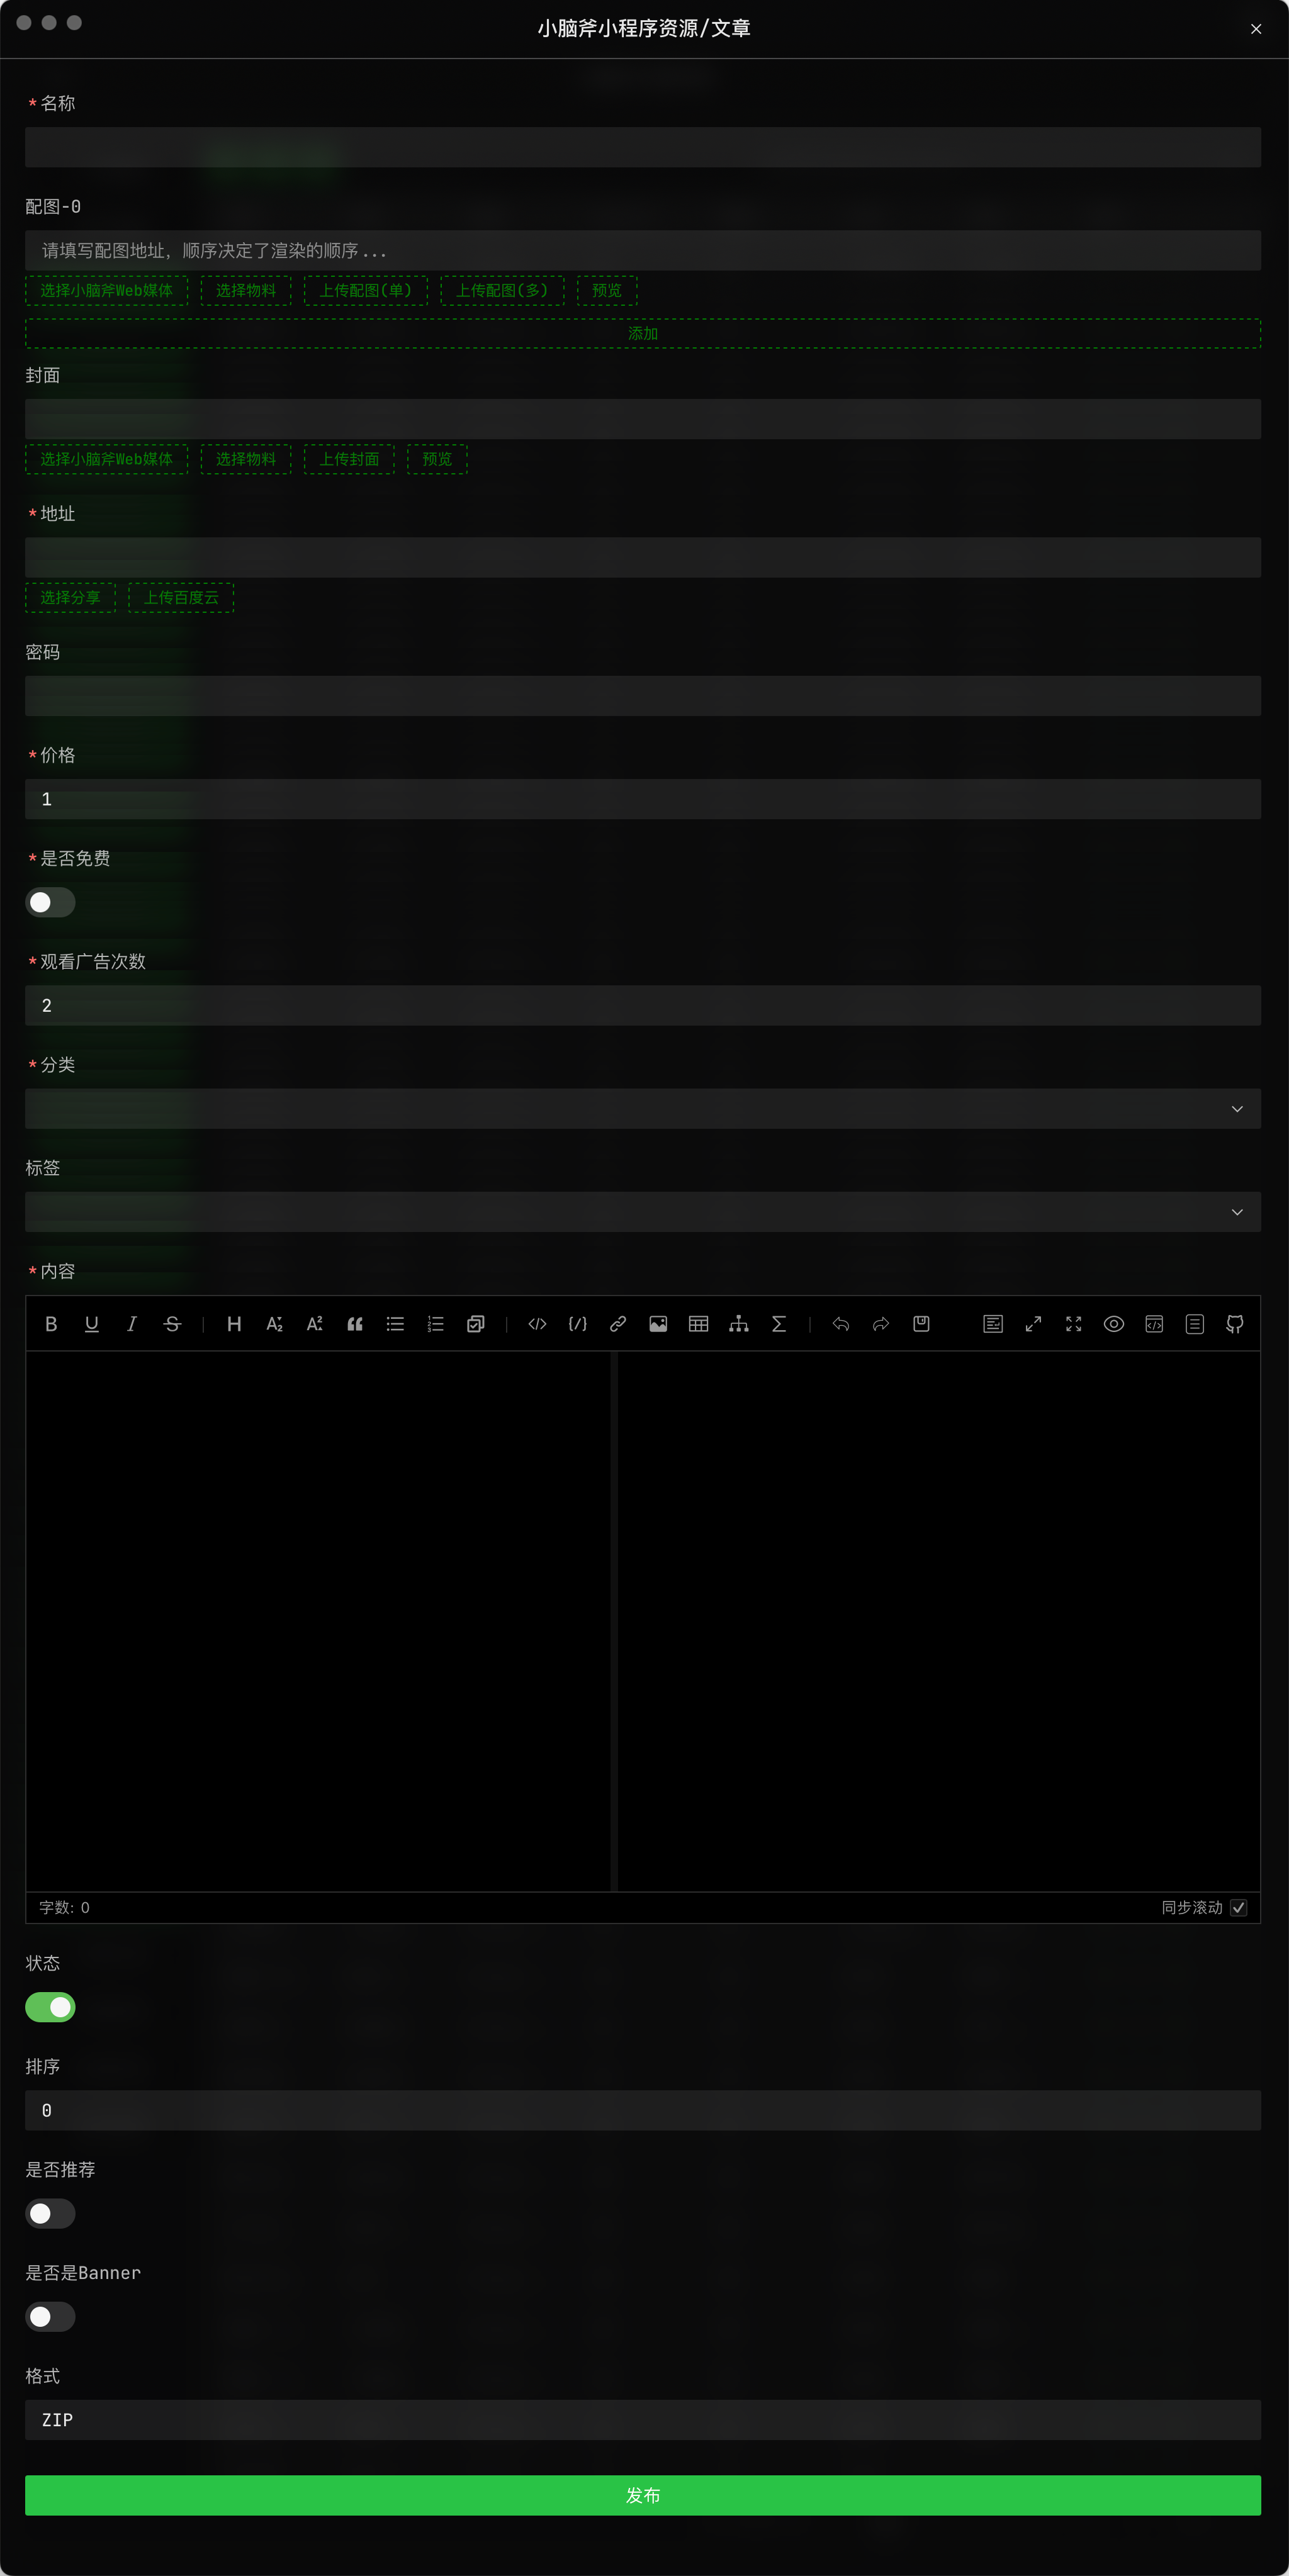 小脑斧小程序资源/文章
*名称
配图-0
请填写配图地址，顺序决定了渲染的顺序...
选择小脑斧Web媒体 选择物料 上传配图(单) 上传配图(多) 预览
添加
封面
选择小脑斧Web媒体 选择物料 上传封面 预览
*地址
选择分享 上传百度云
密码
*价格
1
*是否免费
*观看广告次数
2
*分类
标签
*内容
字数: 0 同步滚动
状态
排序
0
是否推荐
是否是Banner
格式
ZIP
发布